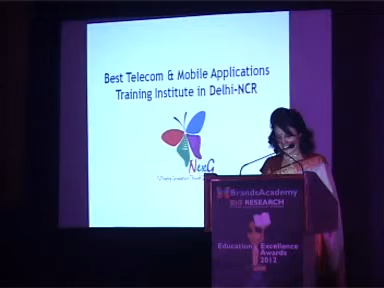 Best Telecom & Mobile Applications
Training Institute in Delhi-NCR
NexG
BrandsAcademy
RESEARCH
Education Excellence
Awards
2012